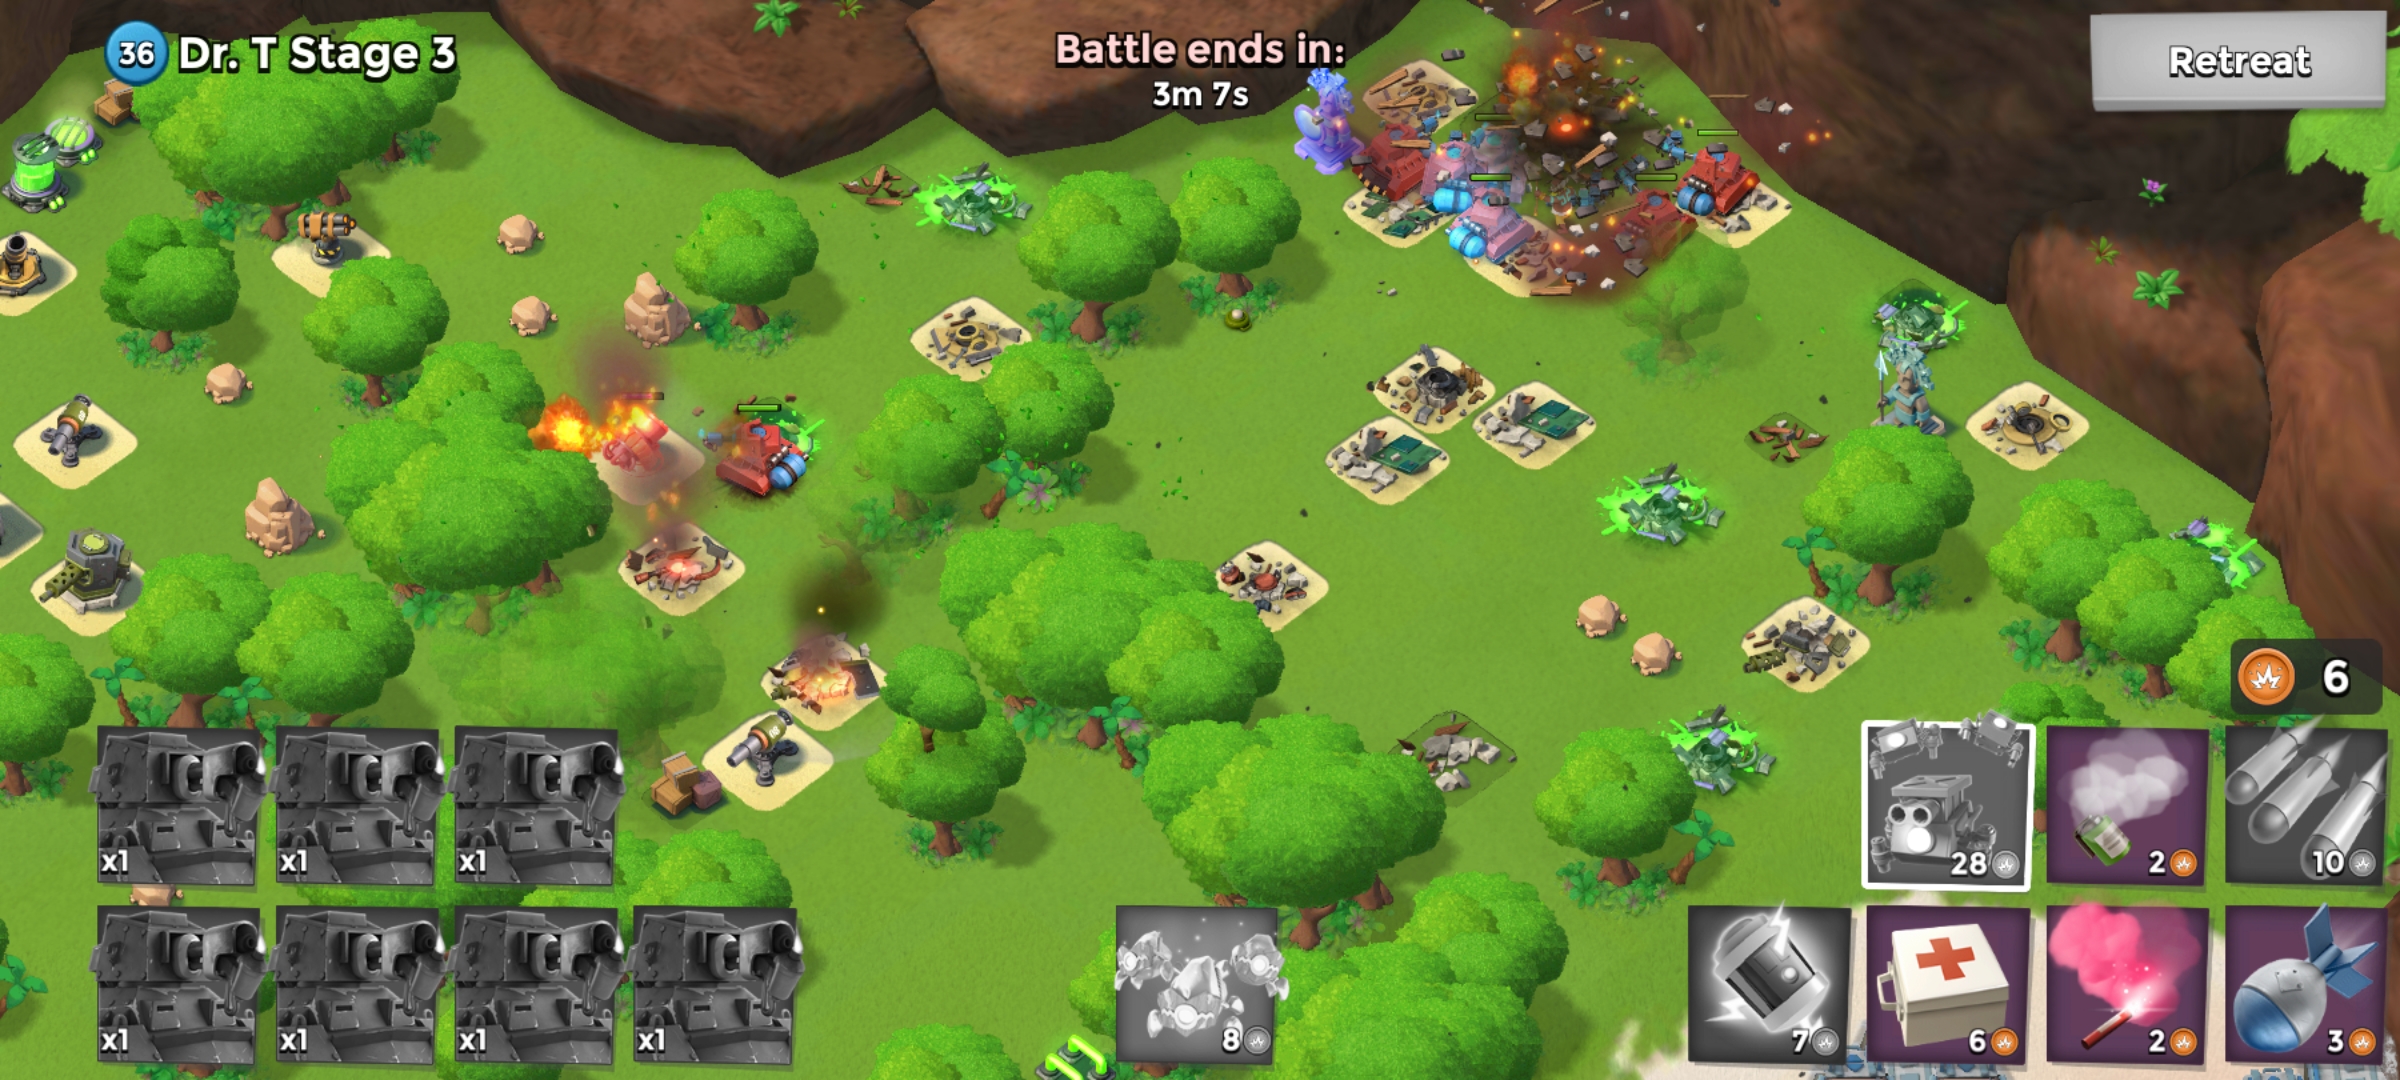 36 Dr. T Stage 3
Battle ends in:
3m 7s
Retreat
6
x1
x1
x1
28
2
10
x1
x1
x1
x1
8
7
6
2
3